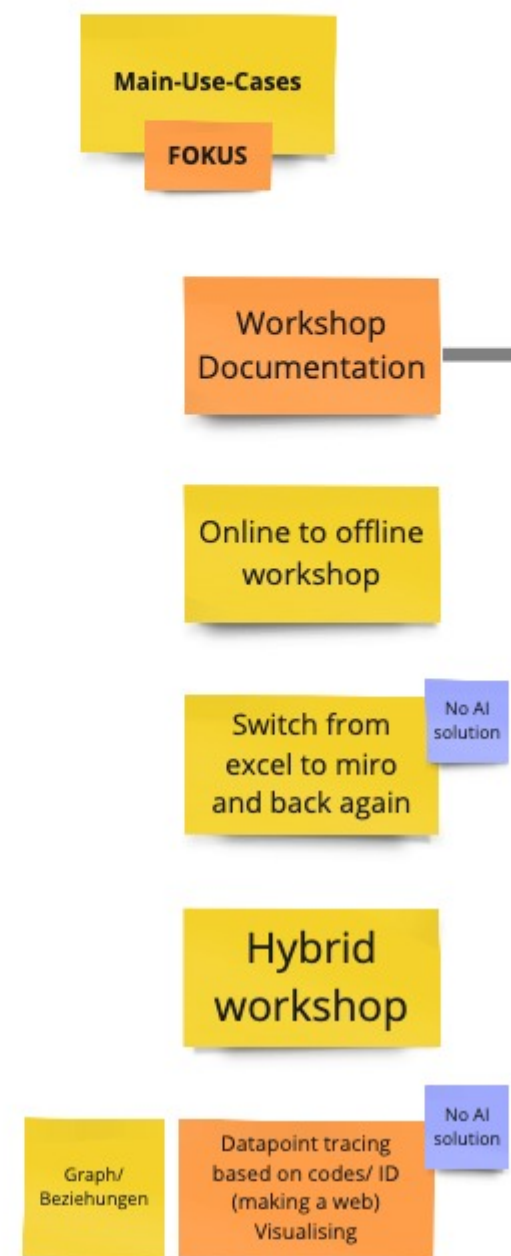 Main-Use-Cases
FOKUS
Workshop
Documentation
Online to offline
workshop
Switch from
excel to miro
and back again
No AI
solution
Hybrid
workshop
Graph/
Beziehungen
Datapoint tracing
based on codes/ ID
(making a web)
Visualising
No AI
solution